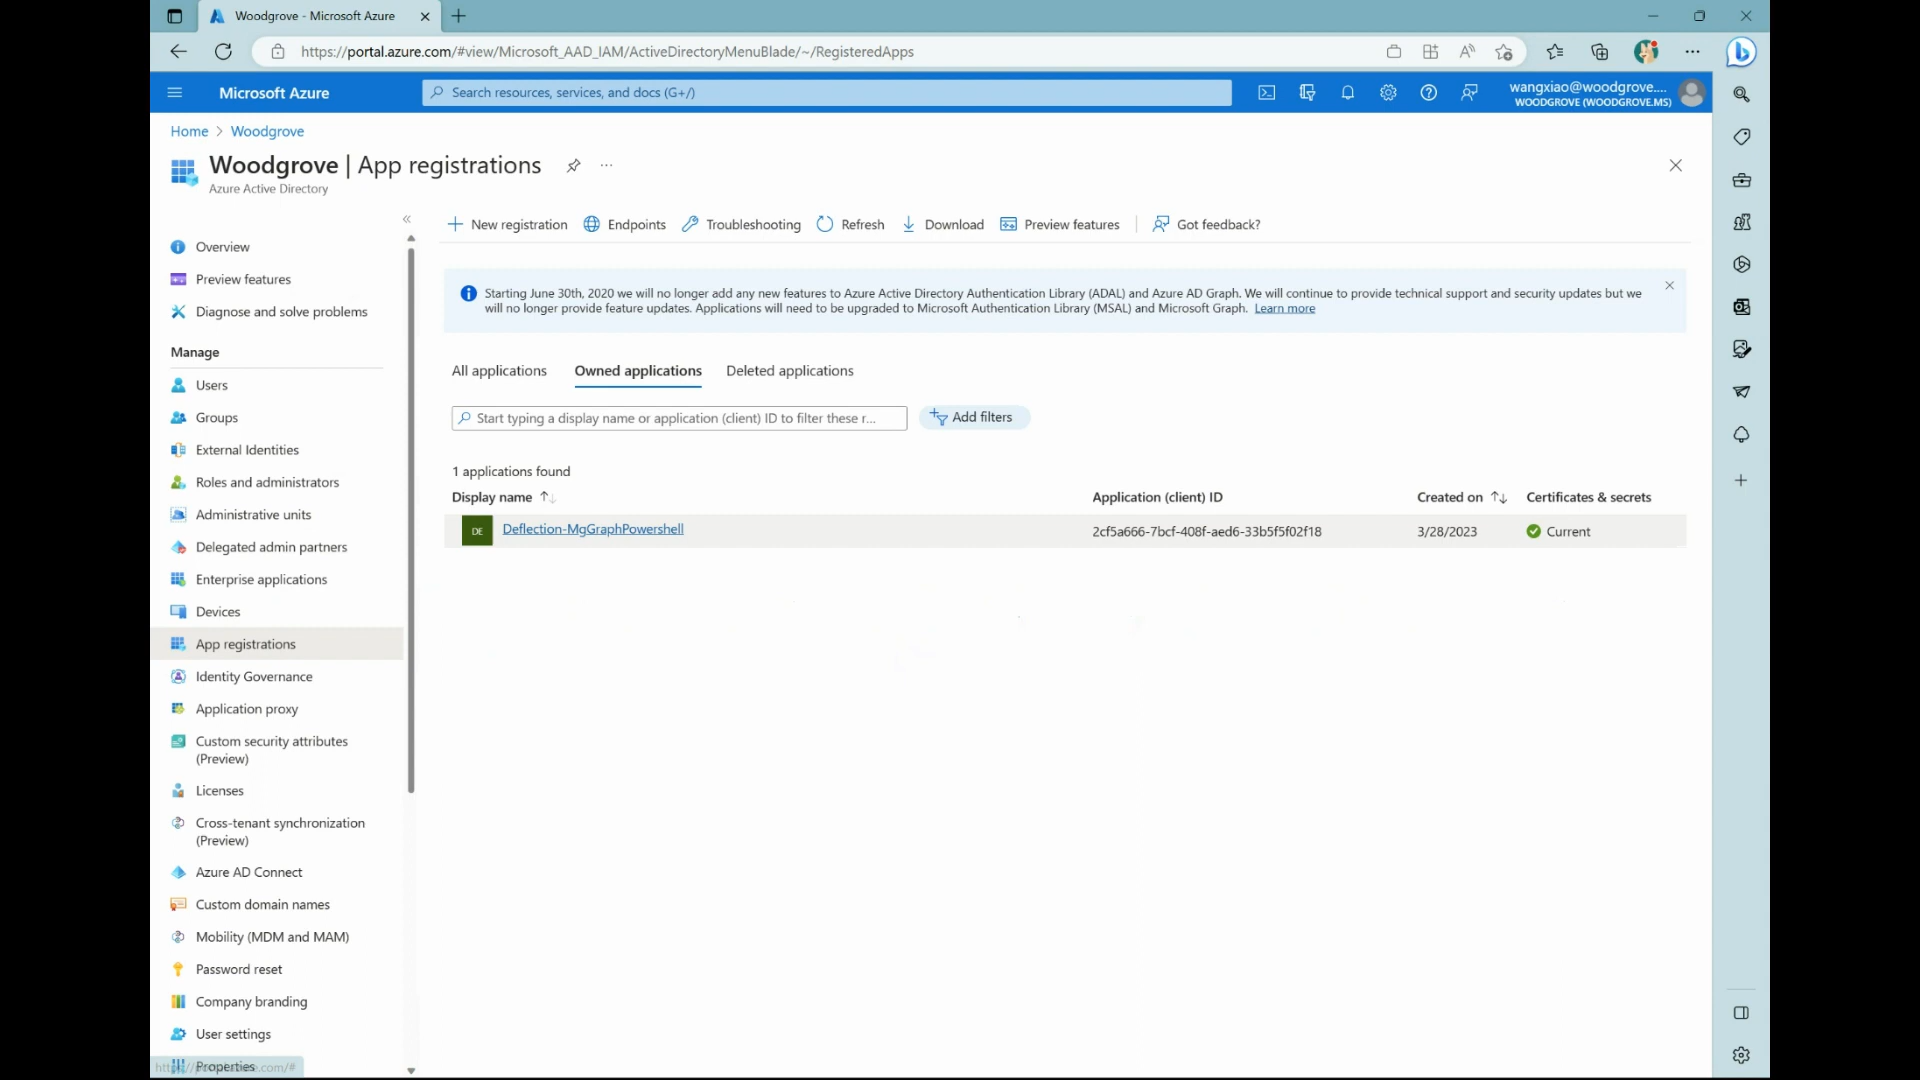 Woodgrove - Microsoft Azure
https://portal.azure.com/#view/Microsoft_AAD_IAM/ActiveDirectoryMenuBlade/~/RegisteredApps
Microsoft Azure
Search resources, services, and docs (G+/)
wangxiao@woodgrove....
WOODGROVE (WOODGROVE.MS)
Home > Woodgrove
Woodgrove | App registrations
Azure Active Directory
Overview
Preview features
Diagnose and solve problems
Manage
Users
Groups
External Identities
Roles and administrators
Administrative units
Delegated admin partners
Enterprise applications
Devices
App registrations
Identity Governance
Application proxy
Custom security attributes
(Preview)
Licenses
Cross-tenant synchronization
(Preview)
Azure AD Connect
Custom domain names
Mobility (MDM and MAM)
Password reset
Company branding
User settings
Properties
https://portal.azure.com/#
New registration Endpoints Troubleshooting Refresh Download Preview features Got feedback?
Starting June 30th, 2020 we will no longer add any new features to Azure Active Directory Authentication Library (ADAL) and Azure AD Graph. We will continue to provide technical support and security updates but we
will no longer provide feature updates. Applications will need to be upgraded to Microsoft Authentication Library (MSAL) and Microsoft Graph. Learn more
All applications Owned applications Deleted applications
Start typing a display name or application (client) ID to filter these r... Add filters
1 applications found
Display name Application (client) ID Created on Certificates & secrets
DE Deflection-MgGraphPowershell 2cf5a666-7bcf-408f-aed6-33b5f5f02f18 3/28/2023 Current